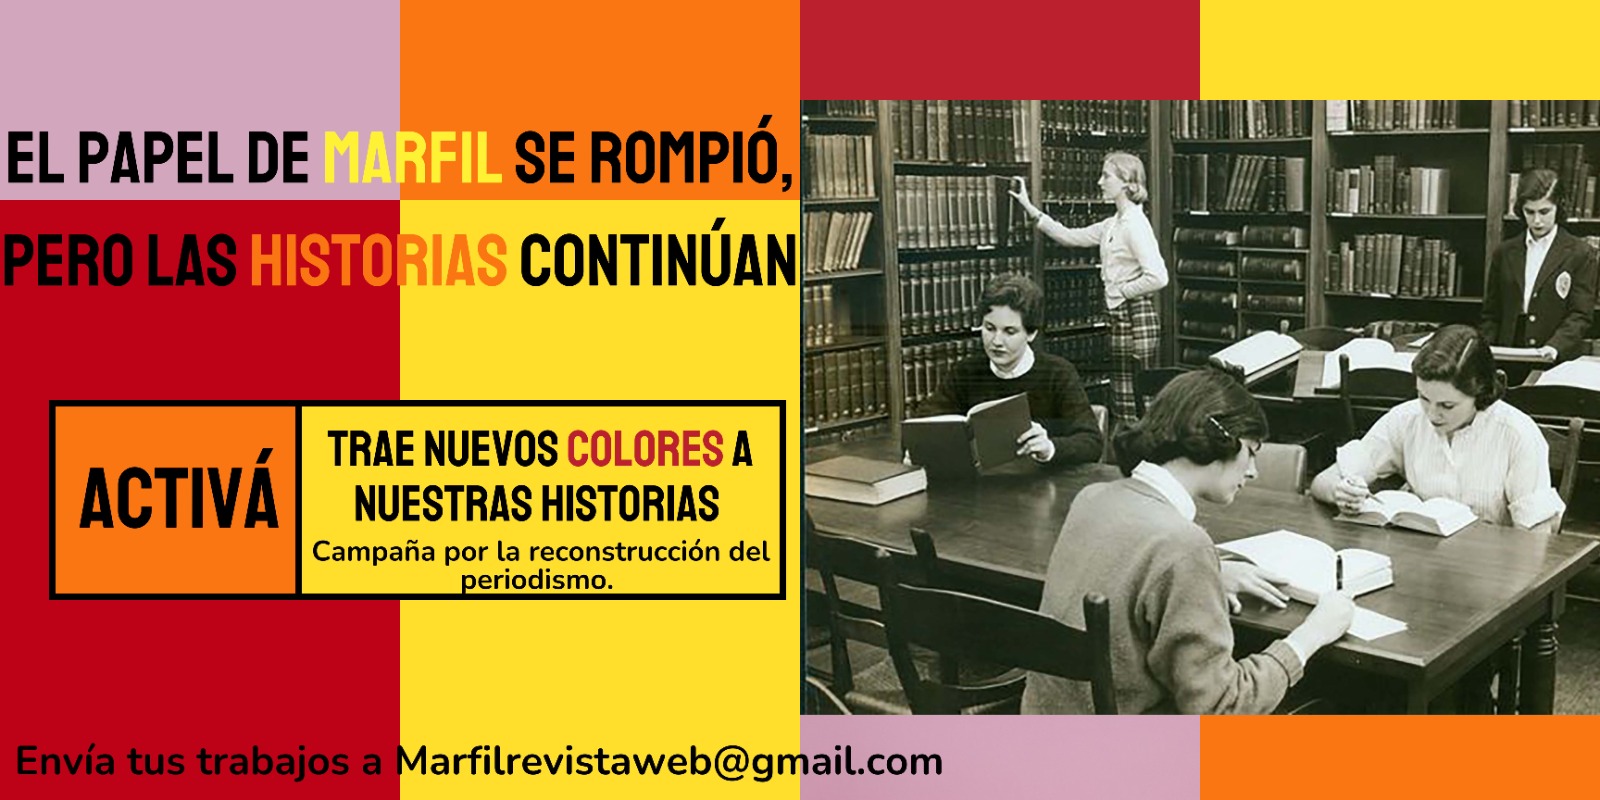 EL PAPEL DE MARFIL SE ROMPIÓ,
PERO LAS HISTORIAS CONTINÚAN
ACTIVÁ
TRAE NUEVOS COLORES A
NUESTRAS HISTORIAS
Campaña por la reconstrucción del
periodismo.
Envía tus trabajos a Marfilrevistaweb@gmail.com